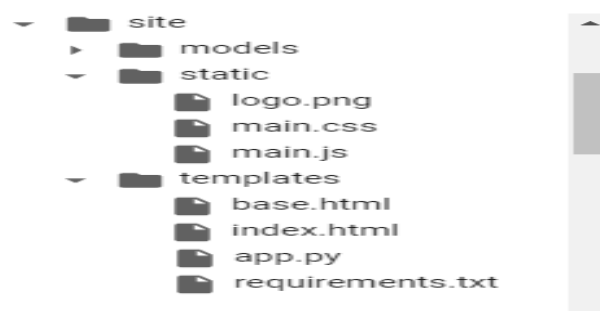 site
models
static
logo.png
main.css
main.js
templates
base.html
index.html
app.py
requirements.txt